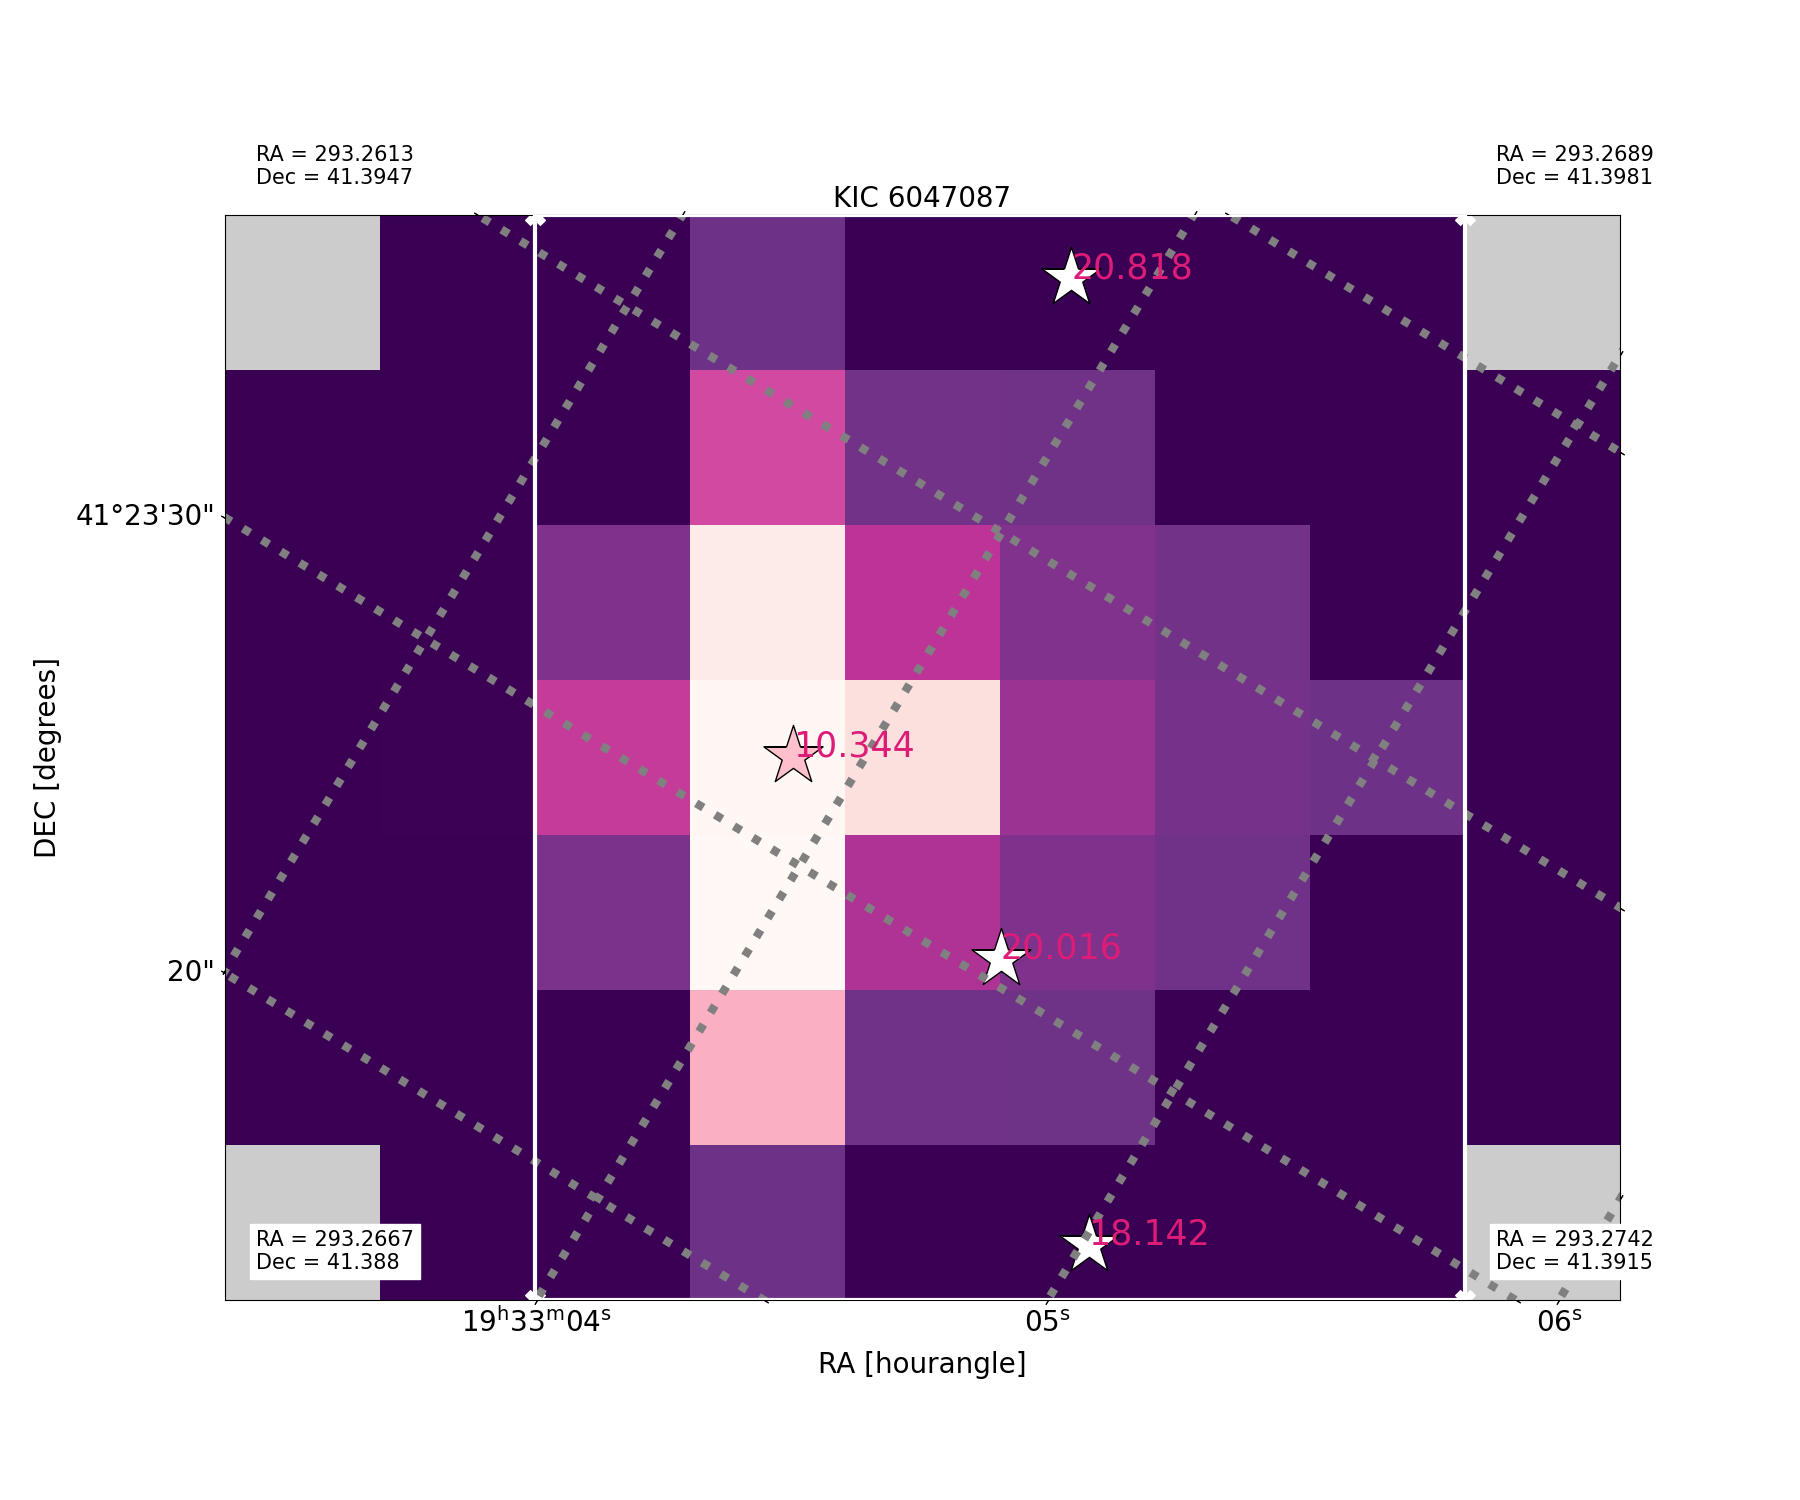 RA = 293.2613
Dec = 41.3947
RA = 293.2689
Dec = 41.3981
KIC 6047087
20.818
41°23'30"
10.344
DEC [degrees]
20.016
20"
18.142
RA = 293.2667
Dec = 41.388
RA = 293.2742
Dec = 41.3915
19h33m04s
05s
06s
RA [hourangle]